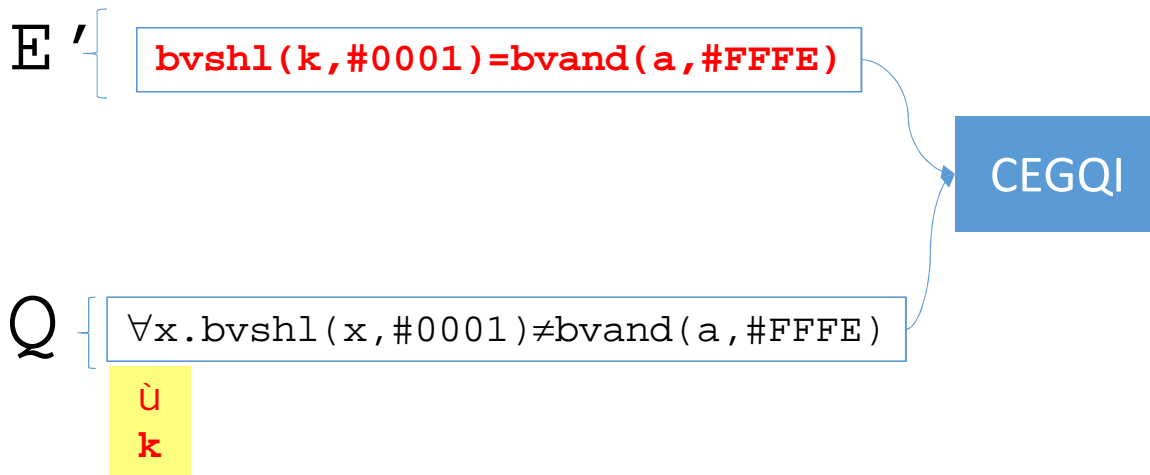 E'
bvshl(k,#0001)=bvand(a,#FFFE)
CEGQI
Q
∀x.bvshl(x,#0001)≠bvand(a,#FFFE)
ù
k